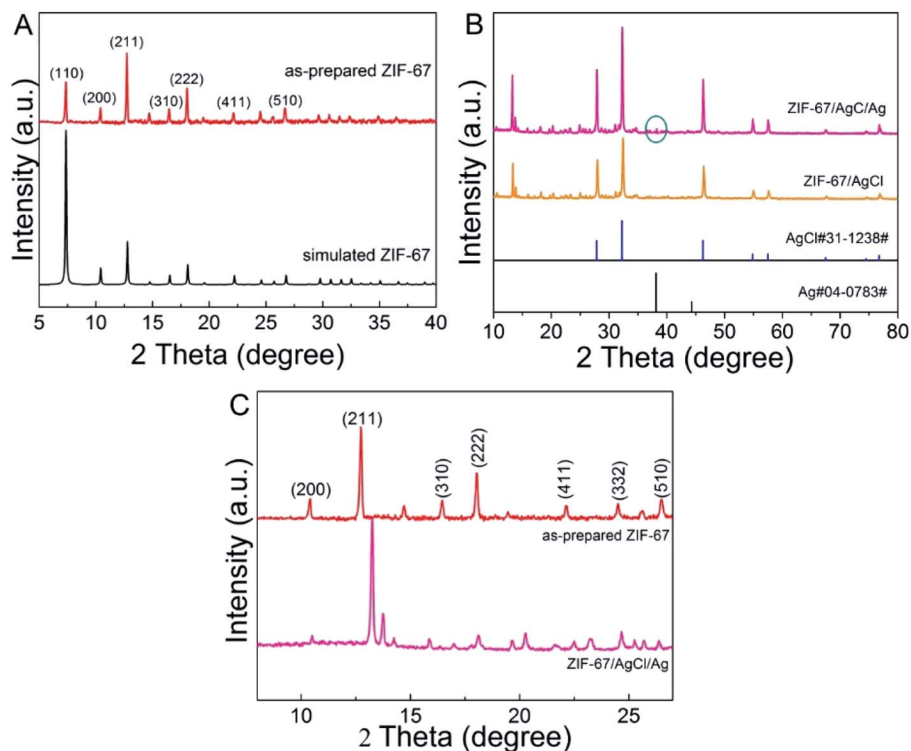 A
as-prepared ZIF-67
(110)
(200)
(211)
(310)
(222)
(411)
(510)
simulated ZIF-67
Intensity (a.u.)
5 10 15 20 25 30 35 40
2 Theta (degree)
B
ZIF-67/AgC/Ag
ZIF-67/AgCl
AgCl#31-1238#
Ag#04-0783#
Intensity (a.u.)
10 20 30 40 50 60 70 80
2 Theta (degree)
C
(200)
(211)
(310)
(222)
(411)
(332)
(510)
as-prepared ZIF-67
ZIF-67/AgCl/Ag
Intensity (a.u.)
10 15 20 25
2 Theta (degree)